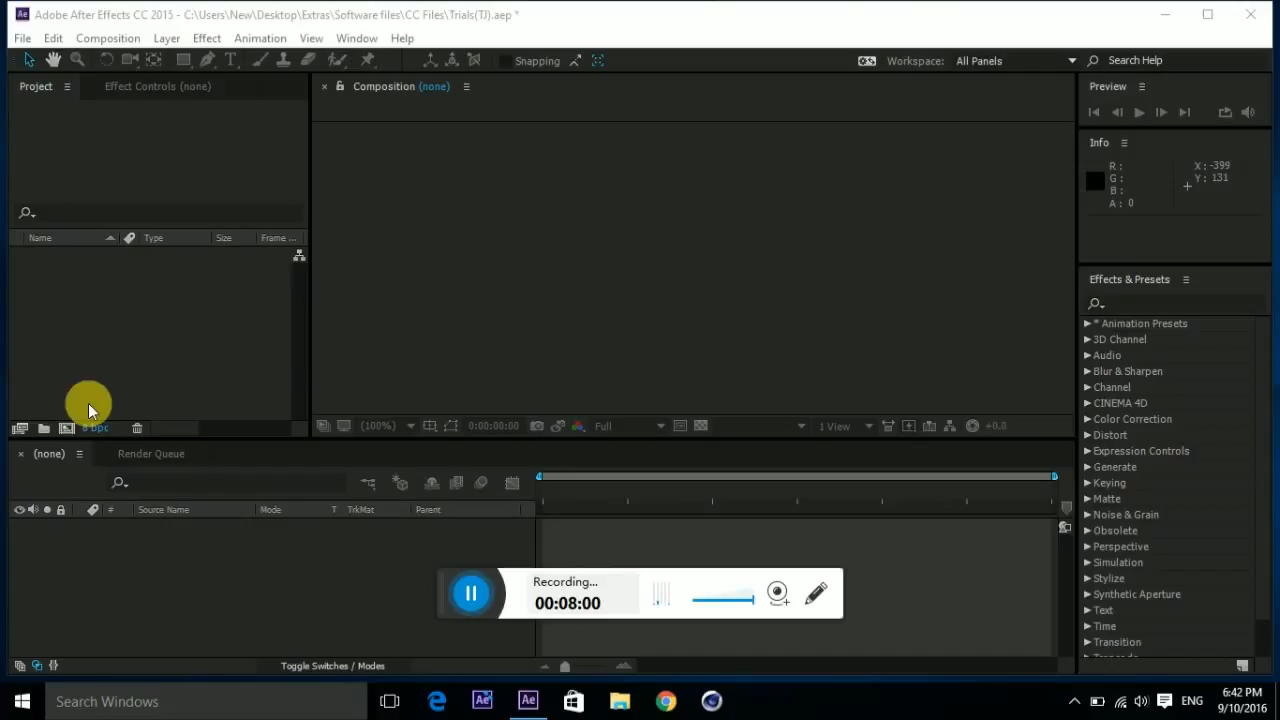 Adobe After Effects CC 2015 - C:\Users\New\Desktop\Extras\Software files\CC Files\Trials(TJ).aep *
File Edit Composition Layer Effect Animation View Window Help
Snapping Workspace: All Panels Search Help
Project Effect Controls (none) Composition (none) Preview
Info
R: X: -399
G: Y: 131
B:
A: 0
Name Type Size Frame ...
Effects & Presets
* Animation Presets
3D Channel
Audio
Blur & Sharpen
Channel
CINEMA 4D
Color Correction
Distort
Expression Controls
Generate
Keying
Matte
Noise & Grain
Obsolete
Perspective
Simulation
Stylize
Synthetic Aperture
Text
Time
Transition
8 bpc (100%) 0:00:00:00 Full 1 View +0.0
(none) Render Queue
# Source Name Mode T TrkMat Parent
Recording...
00:08:00
Toggle Switches / Modes
Search Windows ENG 6:42 PM
9/10/2016